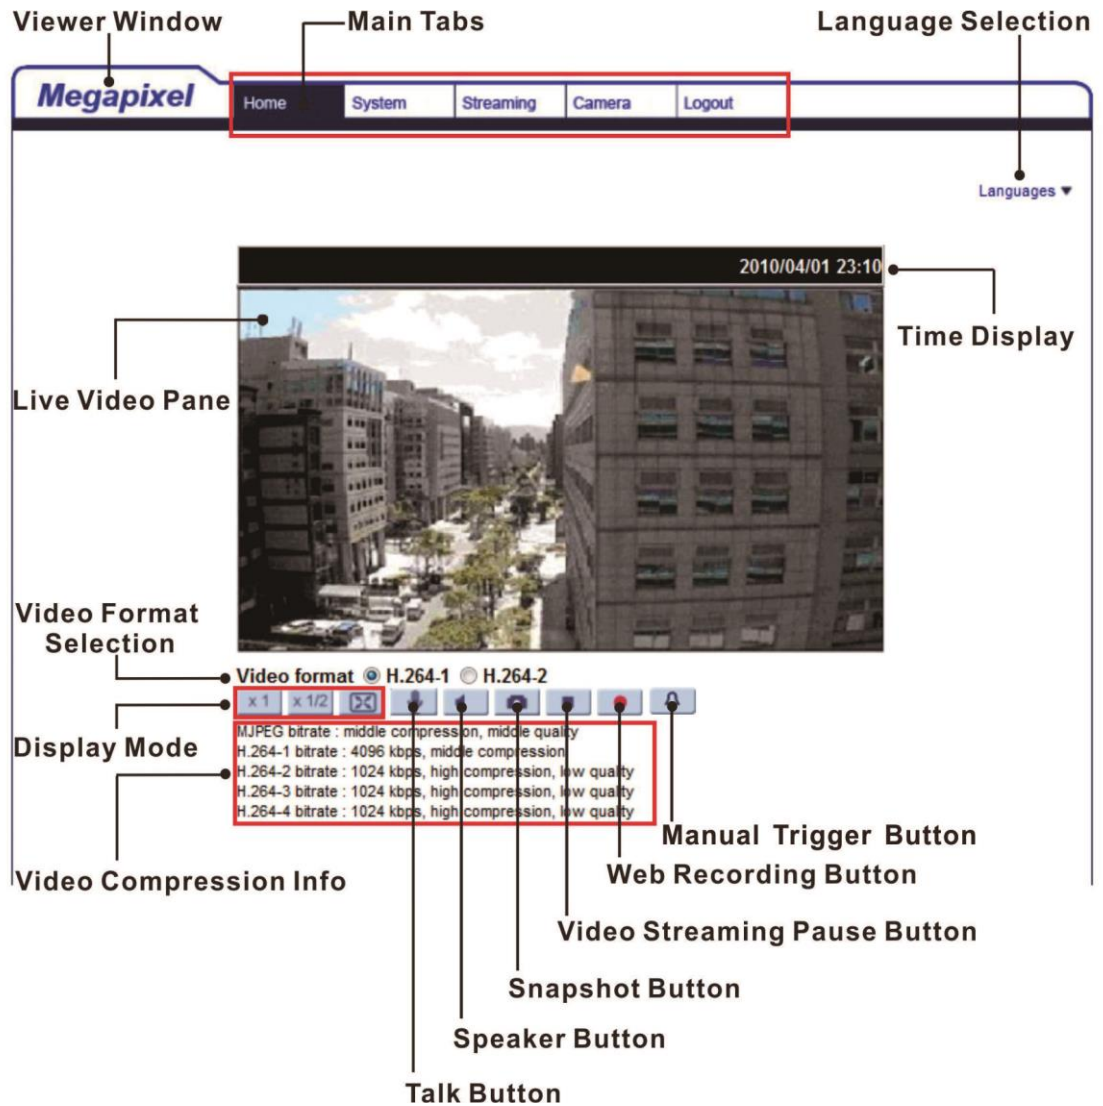 Viewer Window
Main Tabs
Language Selection
Megapixel
Home
System
Streaming
Camera
Logout
Languages ▼
2010/04/01 23:10
Time Display
Live Video Pane
Video Format
Selection
Video format H.264-1 H.264-2
x 1
x 1/2
Display Mode
MJPEG bitrate : middle compression, middle quality
H.264-1 bitrate : 4096 kbps, middle compression
H.264-2 bitrate : 1024 kbps, high compression, low quality
H.264-3 bitrate : 1024 kbps, high compression, low quality
H.264-4 bitrate : 1024 kbps, high compression, low quality
Manual Trigger Button
Web Recording Button
Video Compression Info
Video Streaming Pause Button
Snapshot Button
Speaker Button
Talk Button